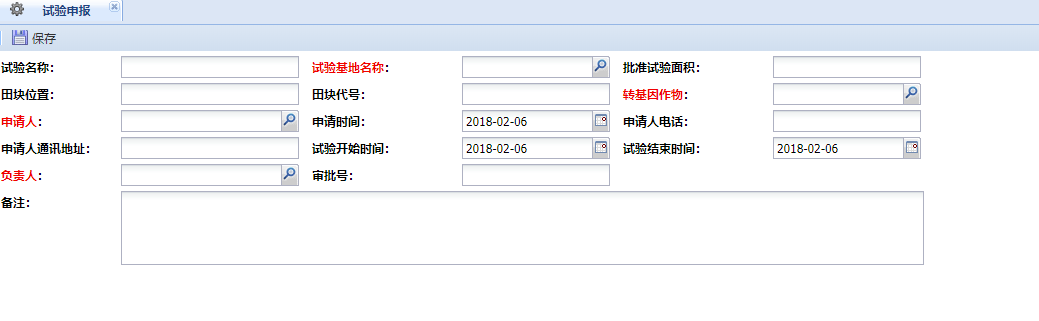 试验申报
保存
试验名称： 试验基地名称： 批准试验面积：
田块位置： 田块代号： 转基因作物：
申请人： 申请时间： 2018-02-06 申请人电话：
申请人通讯地址： 试验开始时间： 2018-02-06 试验结束时间： 2018-02-06
负责人： 审批号：
备注：